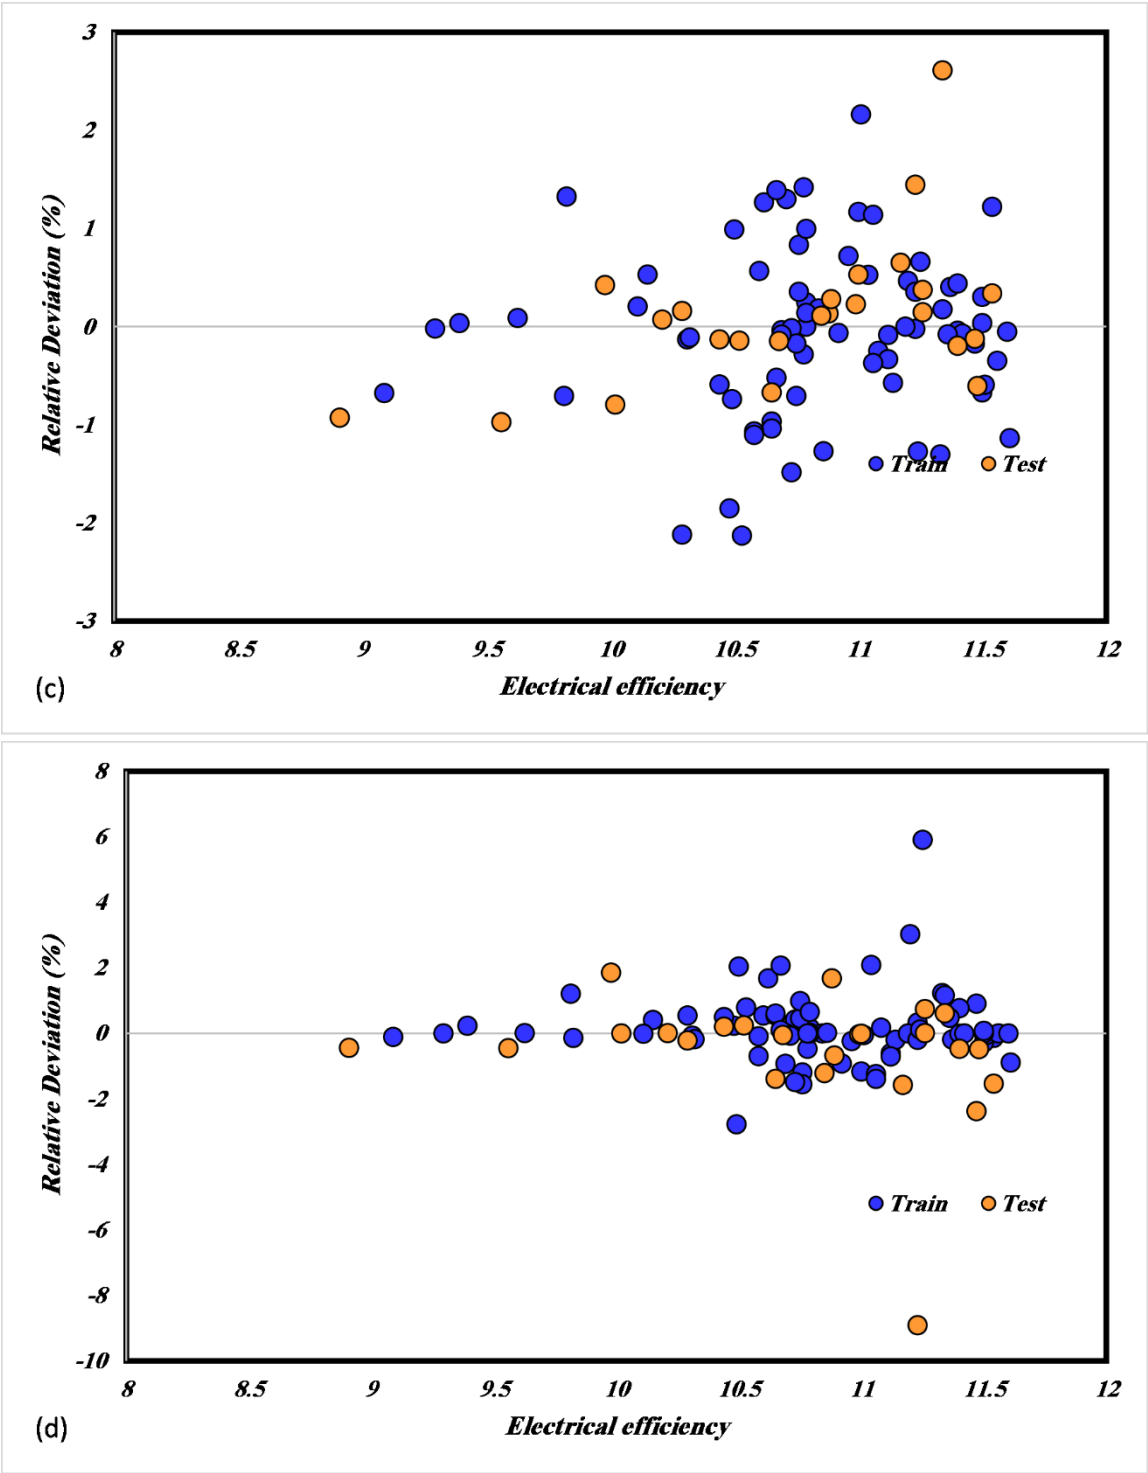 3
2
1
0
-1
-2
-3
Relative Deviation (%)
Train Test
8 8.5 9 9.5 10 10.5 11 11.5 12
Electrical efficiency
(c)
8
6
4
2
0
-2
-4
-6
-8
-10
Relative Deviation (%)
Train Test
8 8.5 9 9.5 10 10.5 11 11.5 12
Electrical efficiency
(d)